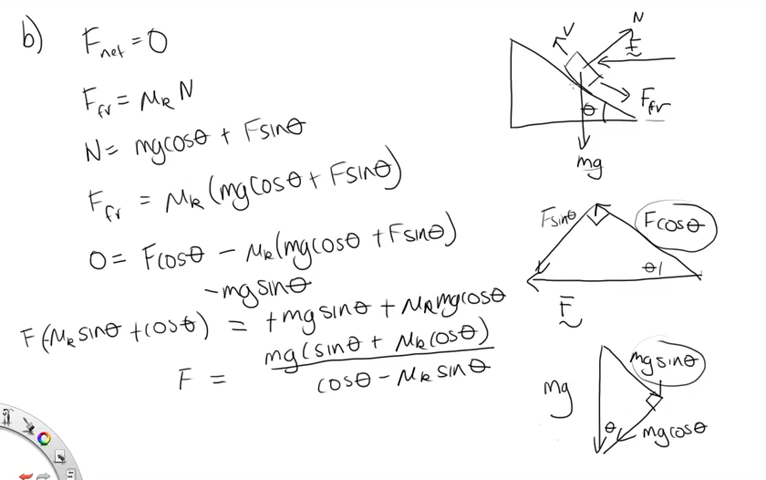 b) F_net = 0
F_fr = μ_k N
N = mgcosθ + Fsinθ
F_fr = μ_k (mgcosθ + Fsinθ)
0 = Fcosθ - μ_k(mgcosθ + Fsinθ)
-mgsinθ
F(-μ_k sinθ + cosθ) = +mgsinθ + μ_k mgcosθ
F = mg(sinθ + μ_k cosθ)
cosθ - μ_k sinθ
N
V
F
F_fr
θ
mg
Fsinθ
Fcosθ
θ
F
mgsinθ
mg
θ
mgcosθ